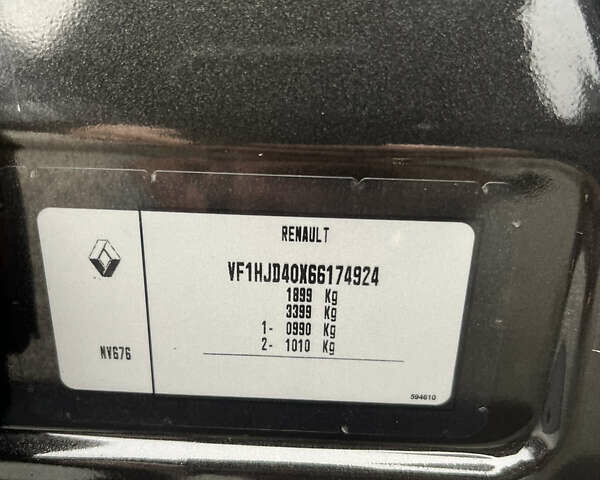 RENAULT
VF1HJD40X66174924
1899 Kg
3399 Kg
1- 0990 Kg
2- 1010 Kg
NV676
594610